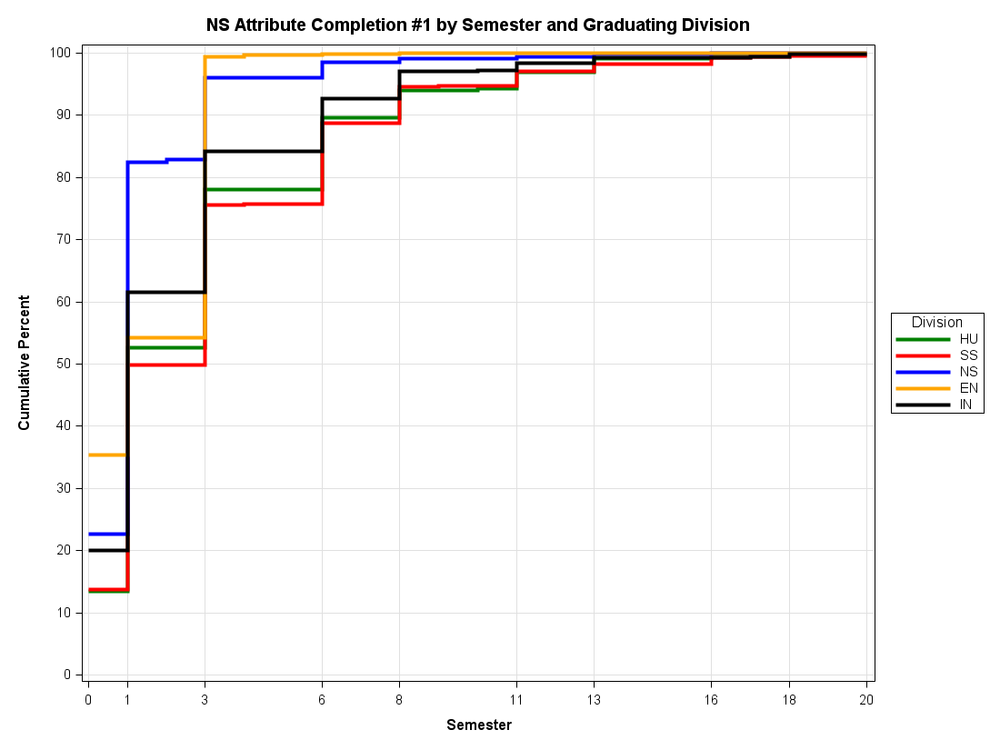 NS Attribute Completion #1 by Semester and Graduating Division
100
90
80
70
60
50
40
30
20
10
0
Cumulative Percent
0 1 3 6 8 11 13 16 18 20
Semester
Division
HU
SS
NS
EN
IN